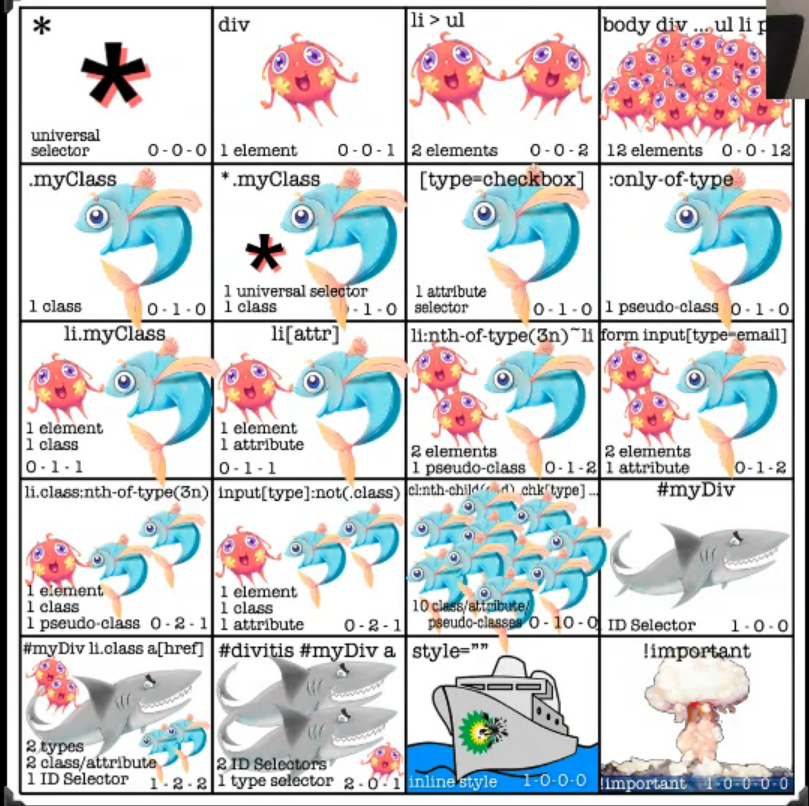 *
universal
selector 0-0-0
div
1 element 0-0-1
li > ul
2 elements 0-0-2
body div ... ul li p
12 elements 0-0-12
.myClass
1 class 0-1-0
*.myClass
1 universal selector
1 class 0-1-0
[type=checkbox]
1 attribute
selector 0-1-0
:only-of-type
1 pseudo-class 0-1-0
li.myClass
1 element
1 class
0-1-1
li[attr]
1 element
1 attribute
0-1-1
li:nth-of-type(3n)~li
2 elements
1 pseudo-class 0-1-2
form input[type=email]
2 elements
1 attribute 0-1-2
li.class:nth-of-type(3n)
1 element
1 class
1 pseudo-class 0-2-1
input[type]:not(.class)
1 element
1 class
1 attribute 0-2-1
chk[type] ...
10 class/attribute/
pseudo-classes 0-10-0
#myDiv
ID Selector 1-0-0
#myDiv li.class a[href]
2 types
2 class/attribute
1 ID Selector 1-2-2
#divitis #myDiv a
2 ID Selectors
1 type selector 2-0-1
style=””
inline style 1-0-0-0
!important
!important 1-0-0-0-0